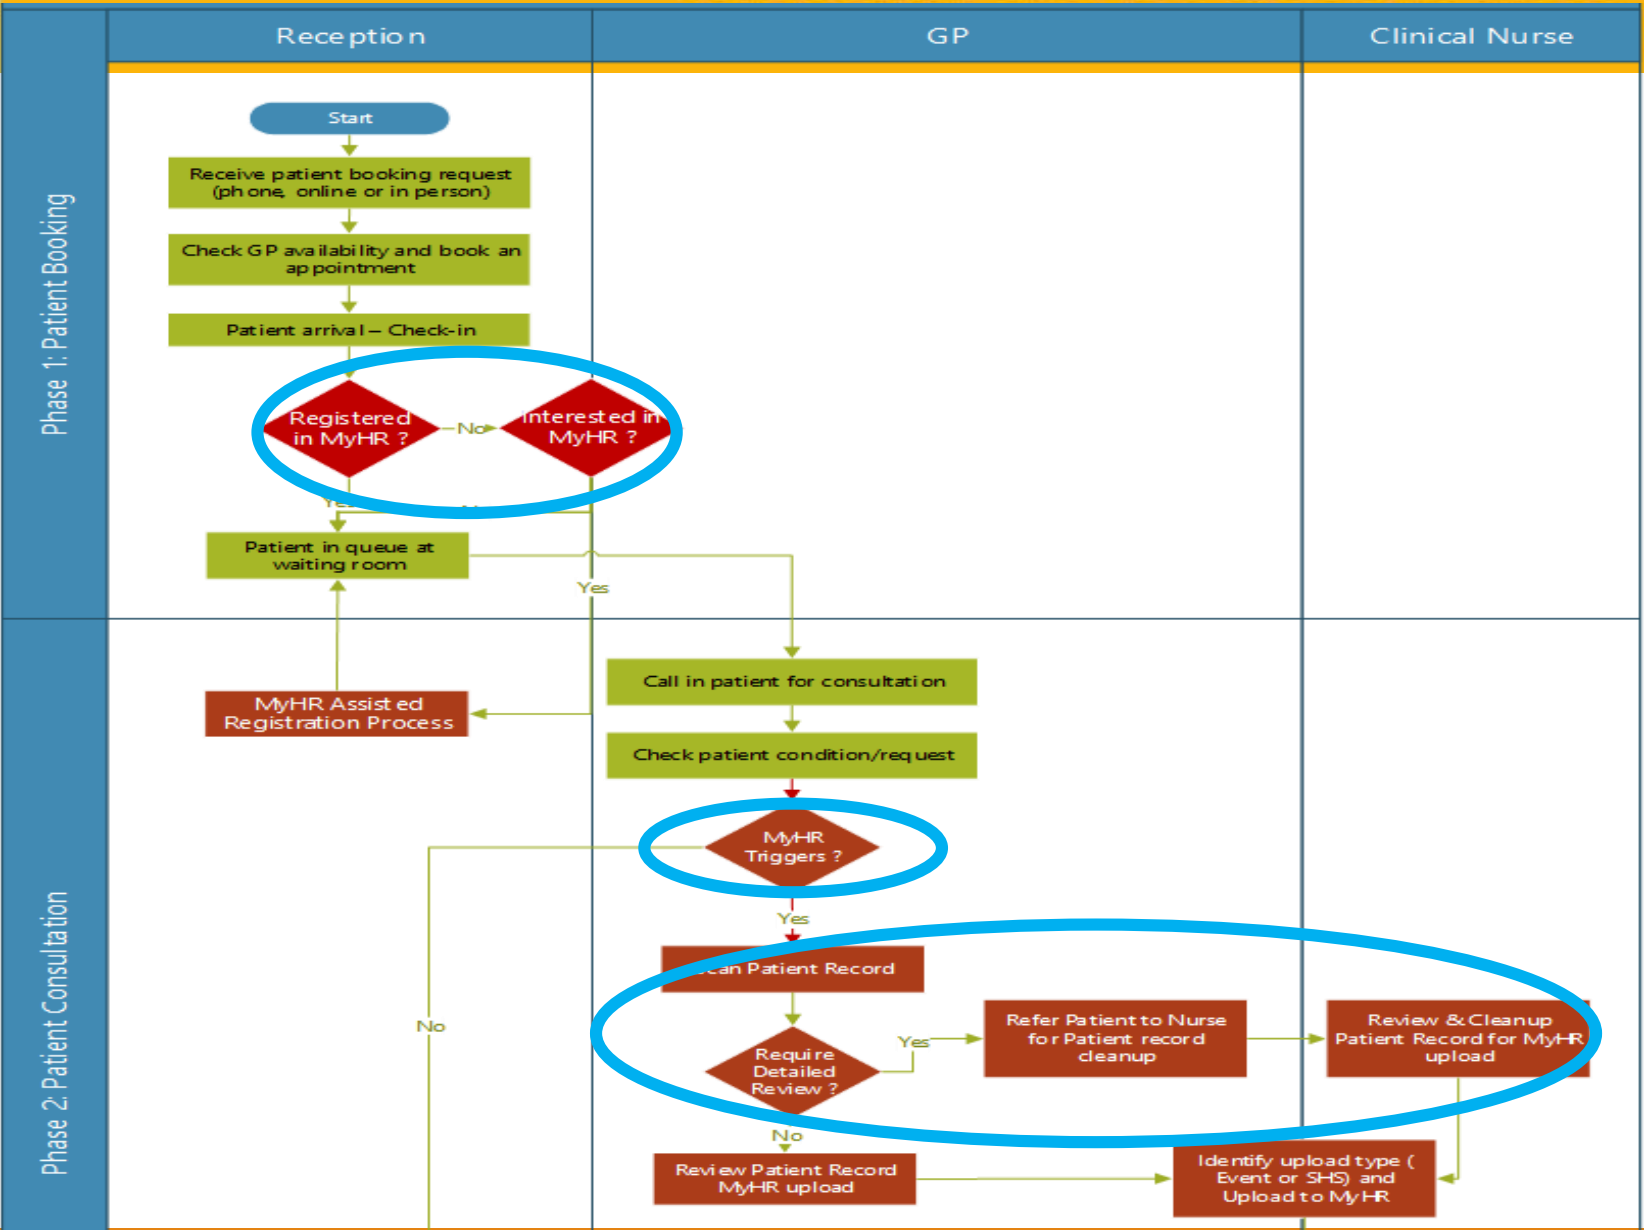 Reception
GP
Clinical Nurse
Phase 1: Patient Booking
Start
Receive patient booking request
(phone, online or in person)
Check GP availability and book an
appointment
Patient arrival – Check-in
Registered
in MyHR ?
No
Interested in
MyHR ?
Yes
Patient in queue at
waiting room
Yes
Phase 2: Patient Consultation
MyHR Assisted
Registration Process
Call in patient for consultation
Check patient condition/request
MyHR
Triggers ?
Yes
No
Patient Record
Require
Detailed
Review ?
Yes
Refer Patient to Nurse
for Patient record
cleanup
Review & Cleanup
Patient Record for MyHR
upload
No
Review Patient Record
MyHR upload
Identify upload type (
Event or SHS) and
Upload to MyHR